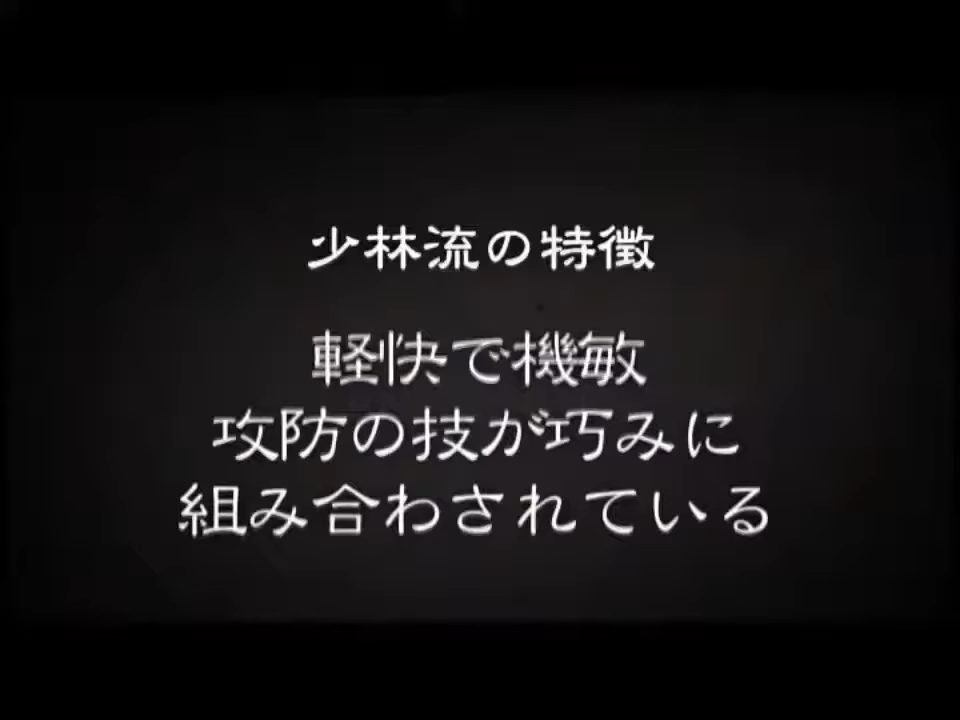 少林流の特徴
軽快で機敏
攻防の技が巧みに
組み合わされている